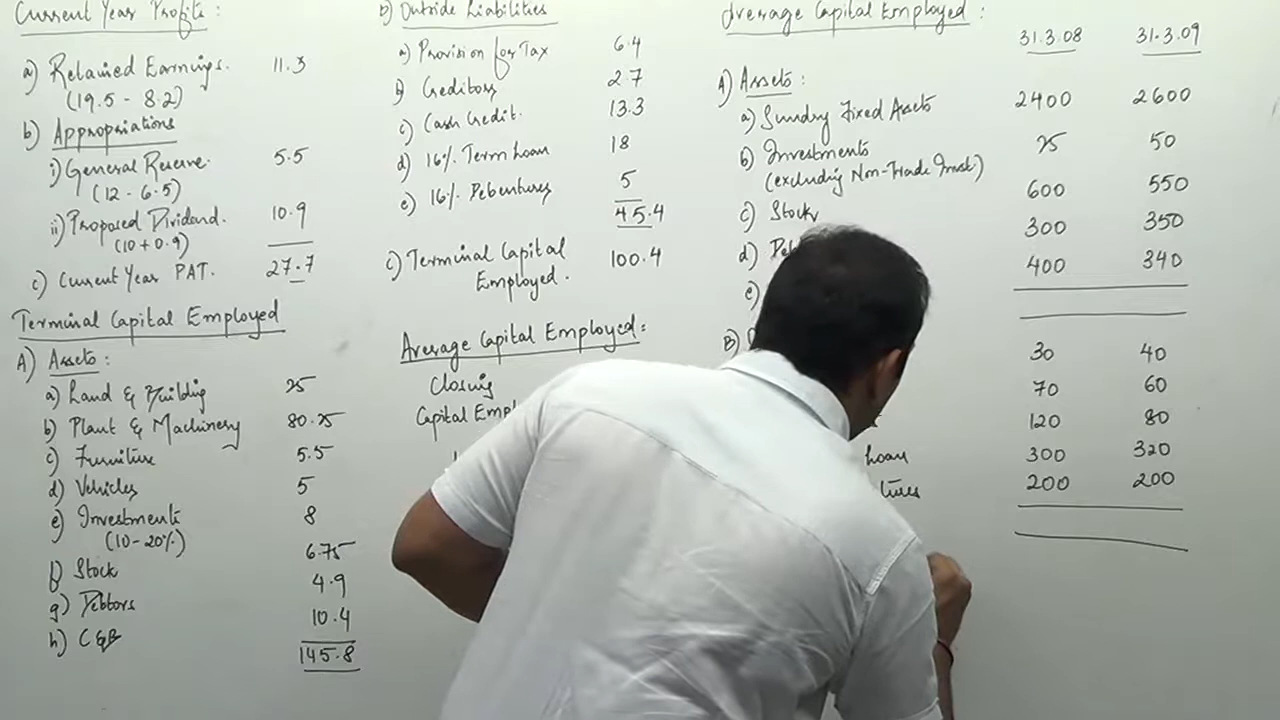 Current Year Profits :
a) Retained Earnings. 11.3
(19.5 - 8.2)
b) Appropriations
i) General Reserve. 5.5
(12 - 6.5)
ii) Proposed Dividend. 10.9
(10 + 0.9)
c) Current Year PAT. 27.7
Terminal Capital Employed
A) Assets :
a) Land & Building 25
b) Plant & Machinery 80.25
c) Furniture 5.5
d) Vehicles 5
e) Investments 8
(10 - 20%)
f) Stock 6.75
g) Debtors 4.9
h) C&B 10.4
145.8
b) Outside Liabilities
a) Provision for Tax 6.4
b) Creditors 2.7
c) Cash Credit. 13.3
d) 16% Term Loan 18
e) 16% Debentures 5
45.4
c) Terminal Capital 100.4
Employed.
Average Capital Employed :
Closing
Capital Empl
Average Capital Employed :
31.3.08 31.3.09
A) Assets :
a) Sundry Fixed Assets 2400 2600
b) Investments 25 50
(excluding Non-Trade Invst.)
c) Stock 600 550
d) 300 350
e) 400 340
B)
30 40
70 60
120 80
Loan 300 320
tures 200 200